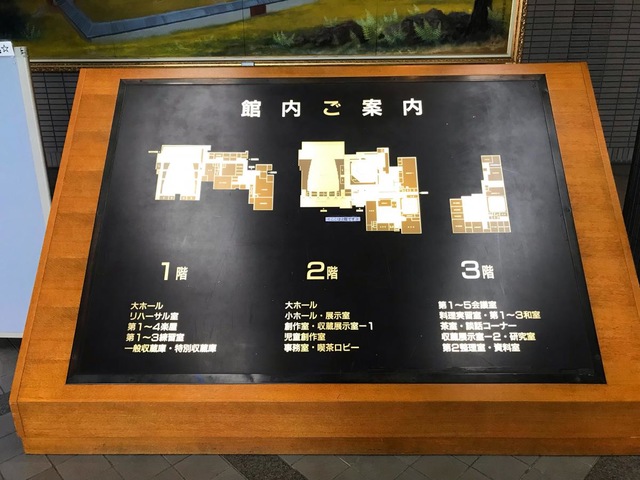 館内ご案内
1階
大ホール
リハーサル室
第1〜4楽屋
第1〜3練習室
一般収蔵庫・特別収蔵庫
2階
大ホール
小ホール・展示室
創作室・収蔵展示室ー1
児童創作室
事務室・喫茶ロビー
3階
第1〜5会議室
料理実習室・第1〜3和室
茶室・談話コーナー
収蔵展示室ー2・研究室
第2整理室・資料室